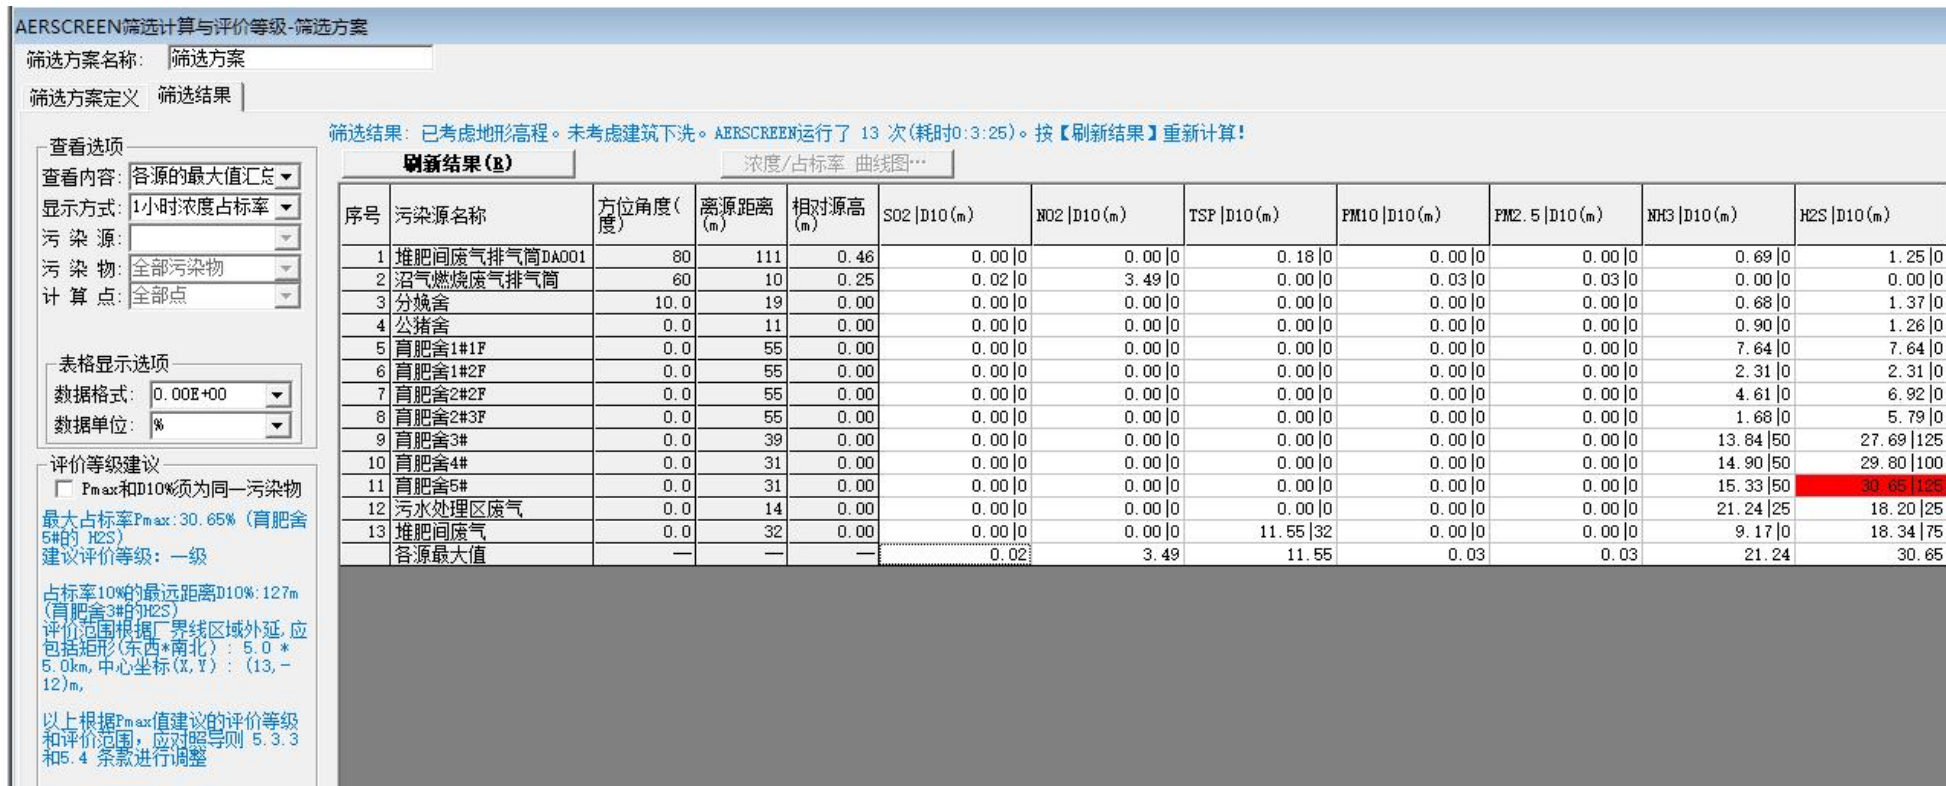 AERSCREEN筛选计算与评价等级-筛选方案
筛选方案名称: 筛选方案
筛选方案定义 筛选结果
查看选项
查看内容: 各源的最大值汇总
显示方式: 1小时浓度占标率
污 染 源:
污 染 物: 全部污染物
计 算 点: 全部点
表格显示选项
数据格式: 0.00E+00
数据单位: %
评价等级建议
Pmax和D10%须为同一污染物
最大占标率Pmax:30.65% (育肥舍
5#的 H2S)
建议评价等级: 一级
占标率10%的最远距离D10%:127m
(育肥舍3#的H2S)
评价范围根据厂界线区域外延,应
包括矩形(东西*南北) : 5.0 *
5.0km,中心坐标(X,Y) : (13,-
12)m,
以上根据Pmax值建议的评价等级
和评价范围,应对照导则 5.3.3
和5.4 条款进行调整
筛选结果: 已考虑地形高程。未考虑建筑下洗。AERSCREEN运行了 13 次(耗时0:3:25)。按【刷新结果】重新计算!
刷新结果(R) 浓度/占标率 曲线图…
序号 污染源名称 方位角度(度) 离源距离(m) 相对源高(m) SO2|D10(m) NO2|D10(m) TSP|D10(m) PM10|D10(m) PM2.5|D10(m) NH3|D10(m) H2S|D10(m)
1 堆肥间废气排气筒DA001 80 111 0.46 0.00|0 0.00|0 0.18|0 0.00|0 0.00|0 0.69|0 1.25|0
2 沼气燃烧废气排气筒 60 10 0.25 0.02|0 3.49|0 0.00|0 0.03|0 0.03|0 0.00|0 0.00|0
3 分娩舍 10.0 19 0.00 0.00|0 0.00|0 0.00|0 0.00|0 0.00|0 0.68|0 1.37|0
4 公猪舍 0.0 11 0.00 0.00|0 0.00|0 0.00|0 0.00|0 0.00|0 0.90|0 1.26|0
5 育肥舍1#1F 0.0 55 0.00 0.00|0 0.00|0 0.00|0 0.00|0 0.00|0 7.64|0 7.64|0
6 育肥舍1#2F 0.0 55 0.00 0.00|0 0.00|0 0.00|0 0.00|0 0.00|0 2.31|0 2.31|0
7 育肥舍2#2F 0.0 55 0.00 0.00|0 0.00|0 0.00|0 0.00|0 0.00|0 4.61|0 6.92|0
8 育肥舍2#3F 0.0 55 0.00 0.00|0 0.00|0 0.00|0 0.00|0 0.00|0 1.68|0 5.79|0
9 育肥舍3# 0.0 39 0.00 0.00|0 0.00|0 0.00|0 0.00|0 0.00|0 13.84|50 27.69|125
10 育肥舍4# 0.0 31 0.00 0.00|0 0.00|0 0.00|0 0.00|0 0.00|0 14.90|50 29.80|100
11 育肥舍5# 0.0 31 0.00 0.00|0 0.00|0 0.00|0 0.00|0 0.00|0 15.33|50 30.65|125
12 污水处理区废气 0.0 14 0.00 0.00|0 0.00|0 0.00|0 0.00|0 0.00|0 21.24|25 18.20|25
13 堆肥间废气 0.0 32 0.00 0.00|0 0.00|0 11.55|32 0.00|0 0.00|0 9.17|0 18.34|75
各源最大值 — — — 0.02 3.49 11.55 0.03 0.03 21.24 30.65